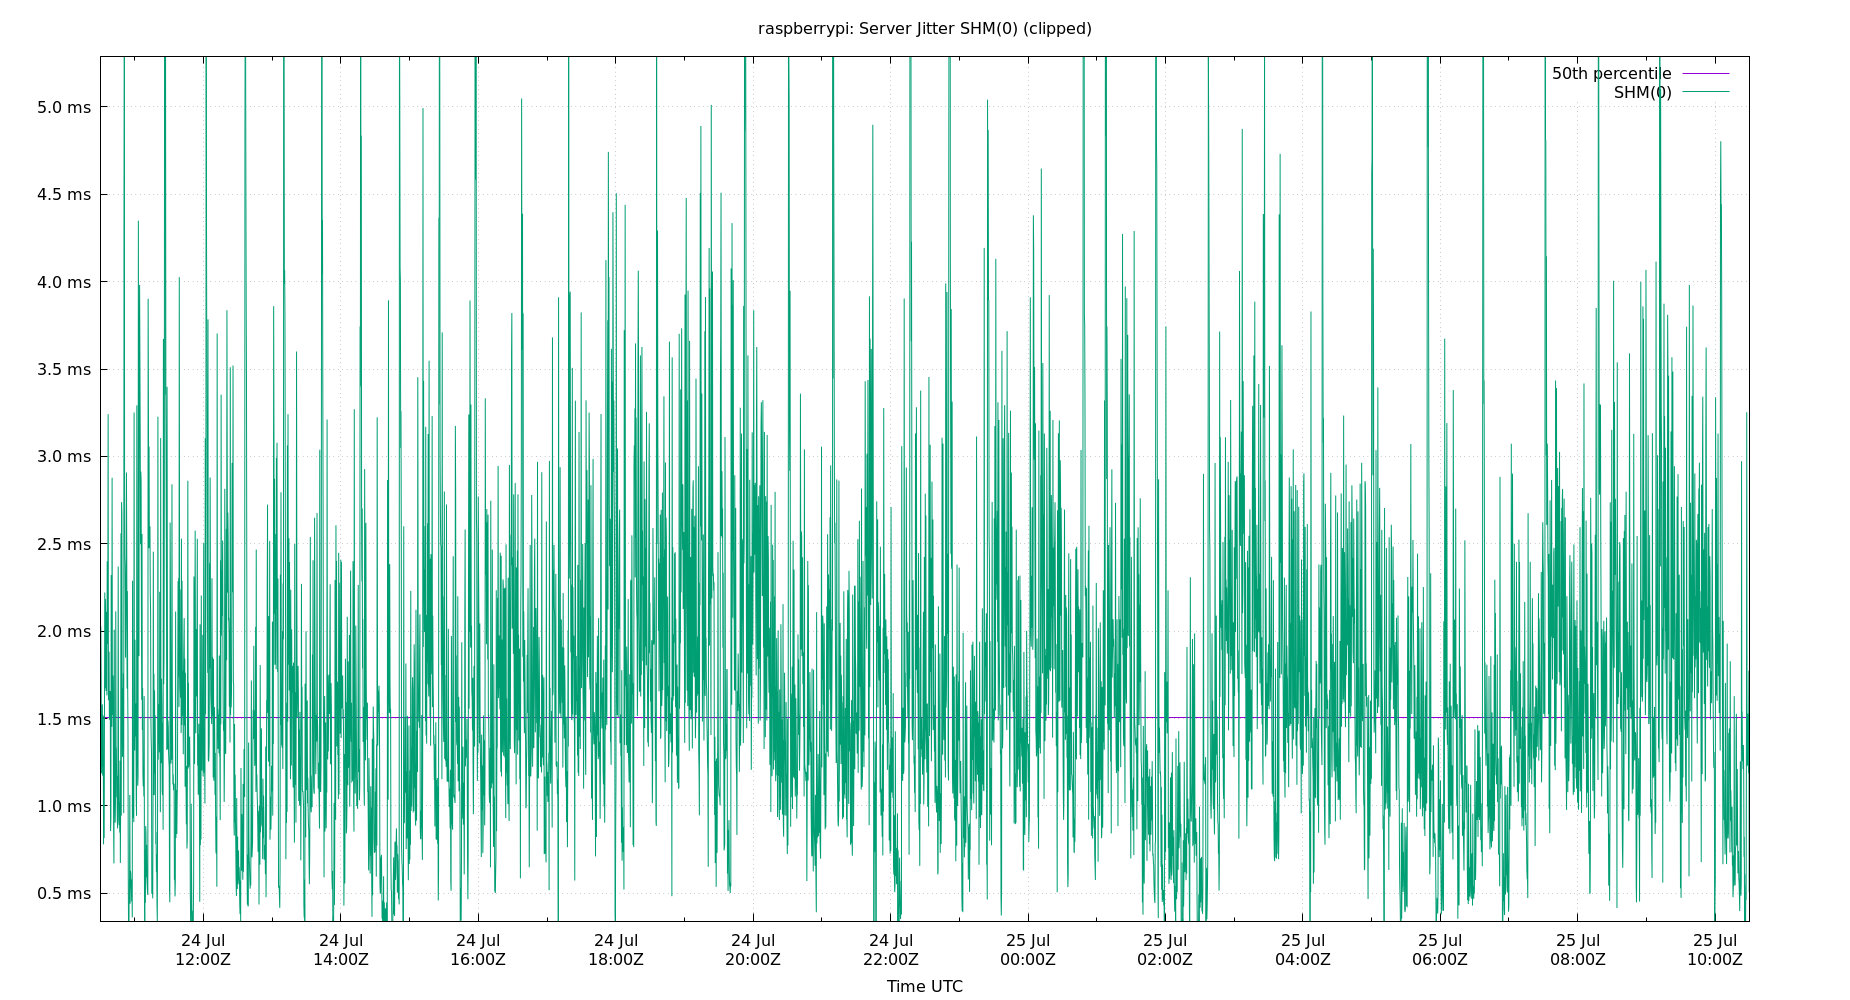 raspberrypi: Server Jitter SHM(0) (clipped)
50th percentile
SHM(0)
5.0 ms
4.5 ms
4.0 ms
3.5 ms
3.0 ms
2.5 ms
2.0 ms
1.5 ms
1.0 ms
0.5 ms
24 Jul 24 Jul 24 Jul 24 Jul 24 Jul 24 Jul 25 Jul 25 Jul 25 Jul 25 Jul 25 Jul 25 Jul
12:00Z 14:00Z 16:00Z 18:00Z 20:00Z 22:00Z 00:00Z 02:00Z 04:00Z 06:00Z 08:00Z 10:00Z
Time UTC